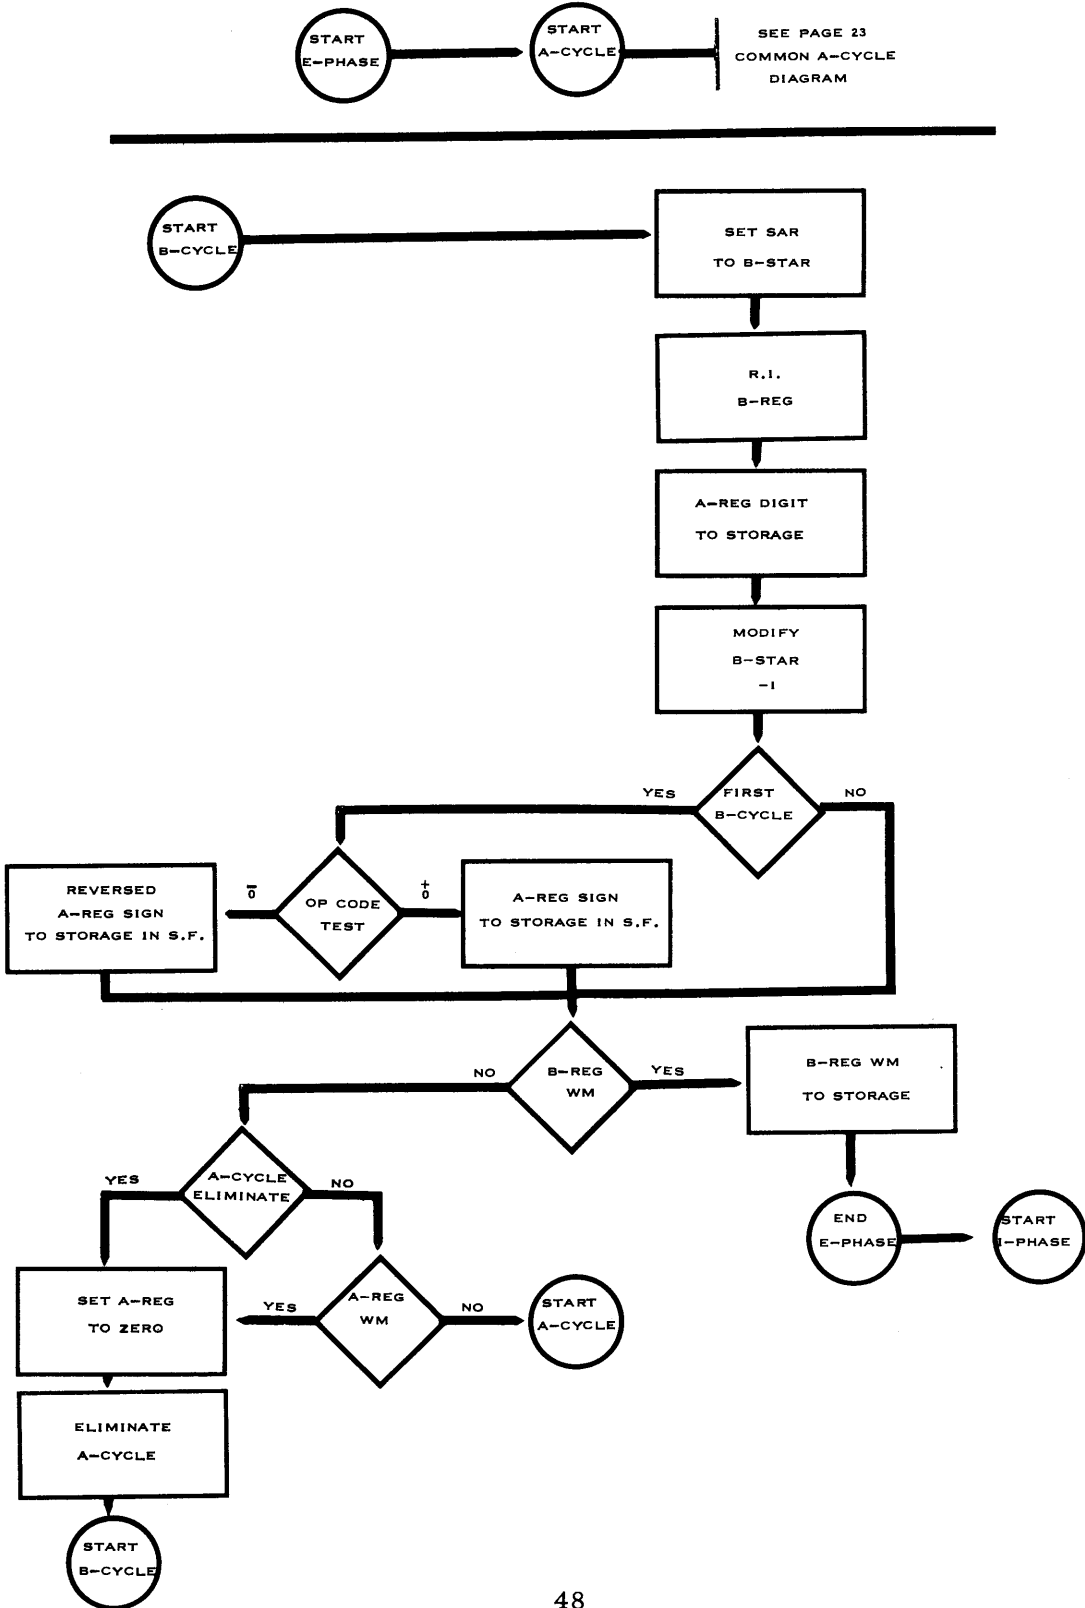 START
E-PHASE
START
A-CYCLE
SEE PAGE 23
COMMON A-CYCLE
DIAGRAM
START
B-CYCLE
SET SAR
TO B-STAR
R.I.
B-REG
A-REG DIGIT
TO STORAGE
MODIFY
B-STAR
-1
YES
FIRST
B-CYCLE
NO
REVERSED
A-REG SIGN
TO STORAGE IN S.F.
-
0
OP CODE
TEST
+
0
A-REG SIGN
TO STORAGE IN S.F.
NO
B-REG
WM
YES
B-REG WM
TO STORAGE
YES
A-CYCLE
ELIMINATE
NO
END
E-PHASE
START
I-PHASE
SET A-REG
TO ZERO
YES
A-REG
WM
NO
START
A-CYCLE
ELIMINATE
A-CYCLE
START
B-CYCLE
48